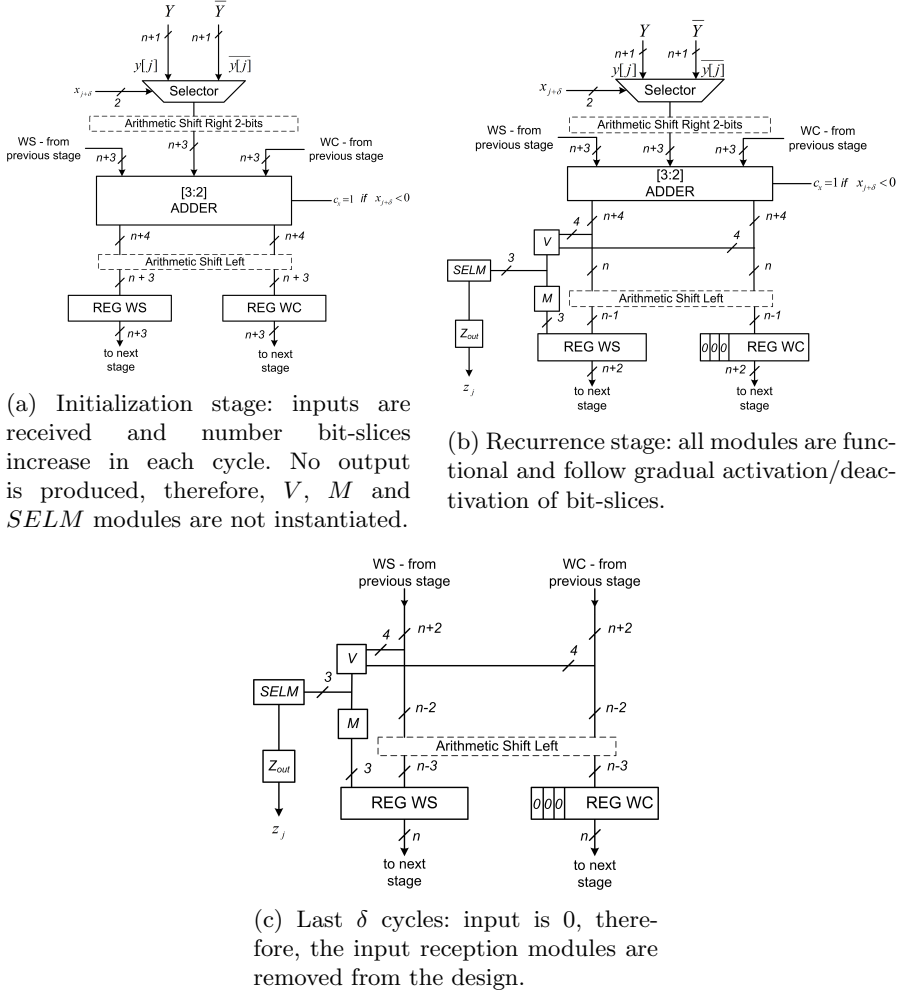 Y Y
n+1 n+1
y[j] y[j]
x_{j+δ} 2 Selector
Arithmetic Shift Right 2-bits
WS - from previous stage n+3 n+3 n+3 WC - from previous stage
[3:2]
ADDER
c_x=1 if x_{j+δ}<0
n+4 n+4
Arithmetic Shift Left
n + 3 n + 3
REG WS REG WC
n+3 n+3
to next stage to next stage
(a) Initialization stage: inputs are
received and number bit-slices
increase in each cycle. No output
is produced, therefore, V, M and
SELM modules are not instantiated.
Y Y
n+1 n+1
y[j] y[j]
x_{j+δ} 2 Selector
Arithmetic Shift Right 2-bits
WS - from previous stage n+3 n+3 n+3 WC - from previous stage
[3:2]
ADDER
c_x=1 if x_{j+δ}<0
n+4 n+4
V 4 4
SELM 3 n n
M Arithmetic Shift Left
3 n-1 n-1
Z_{out} REG WS 0 0 0 REG WC
n+2 n+2
z_j to next stage to next stage
(b) Recurrence stage: all modules are func-
tional and follow gradual activation/deac-
tivation of bit-slices.
WS - from WC - from
previous stage previous stage
n+2 n+2
V 4 4
SELM 3
M n-2 n-2
Arithmetic Shift Left
Z_{out} 3 n-3 n-3
REG WS 0 0 0 REG WC
z_j n n
to next to next
stage stage
(c) Last δ cycles: input is 0, there-
fore, the input reception modules are
removed from the design.